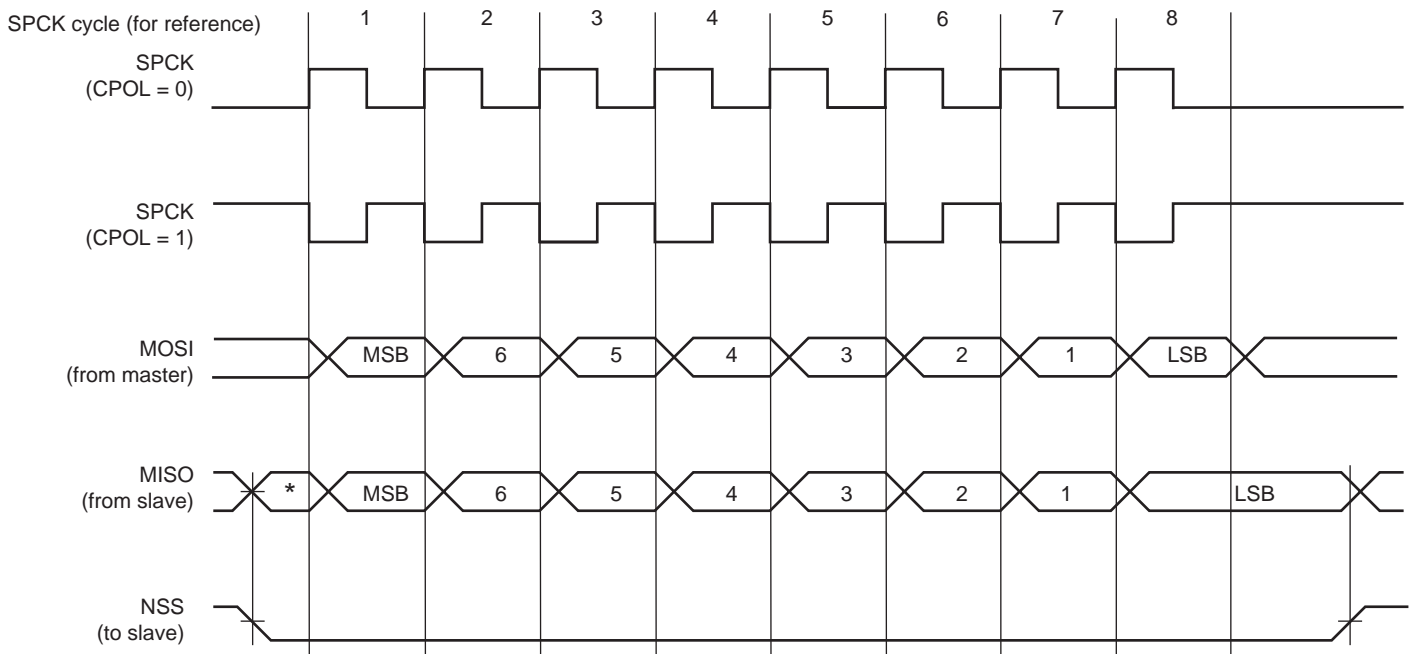 SPCK cycle (for reference) 1 2 3 4 5 6 7 8
SPCK
(CPOL = 0)
SPCK
(CPOL = 1)
MOSI
(from master)
MSB 6 5 4 3 2 1 LSB
MISO
(from slave)
* MSB 6 5 4 3 2 1 LSB
NSS
(to slave)